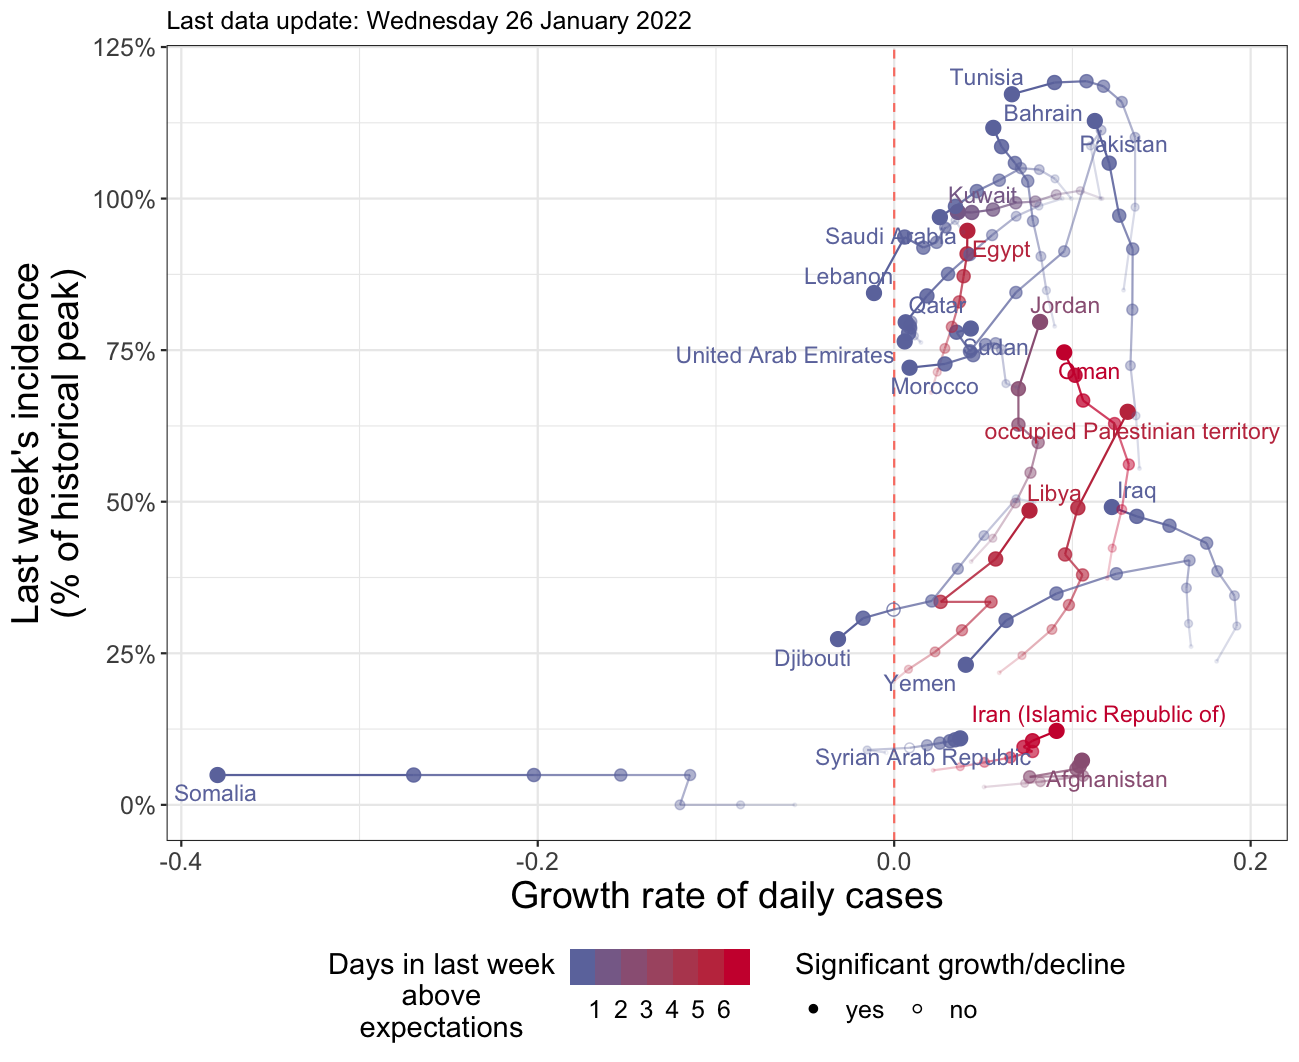 Last data update: Wednesday 26 January 2022
125%
100%
75%
50%
25%
0%
Last week's incidence
(% of historical peak)
Tunisia
Bahrain
Pakistan
Kuwait
Saudi Arabia
Egypt
Lebanon
Qatar
Jordan
Sudan
United Arab Emirates
Oman
Morocco
occupied Palestinian territory
Libya
Iraq
Djibouti
Yemen
Iran (Islamic Republic of)
Syrian Arab Republic
Afghanistan
Somalia
-0.4
-0.2
0.0
0.2
Growth rate of daily cases
Days in last week
above
expectations
1 2 3 4 5 6
Significant growth/decline
yes
no